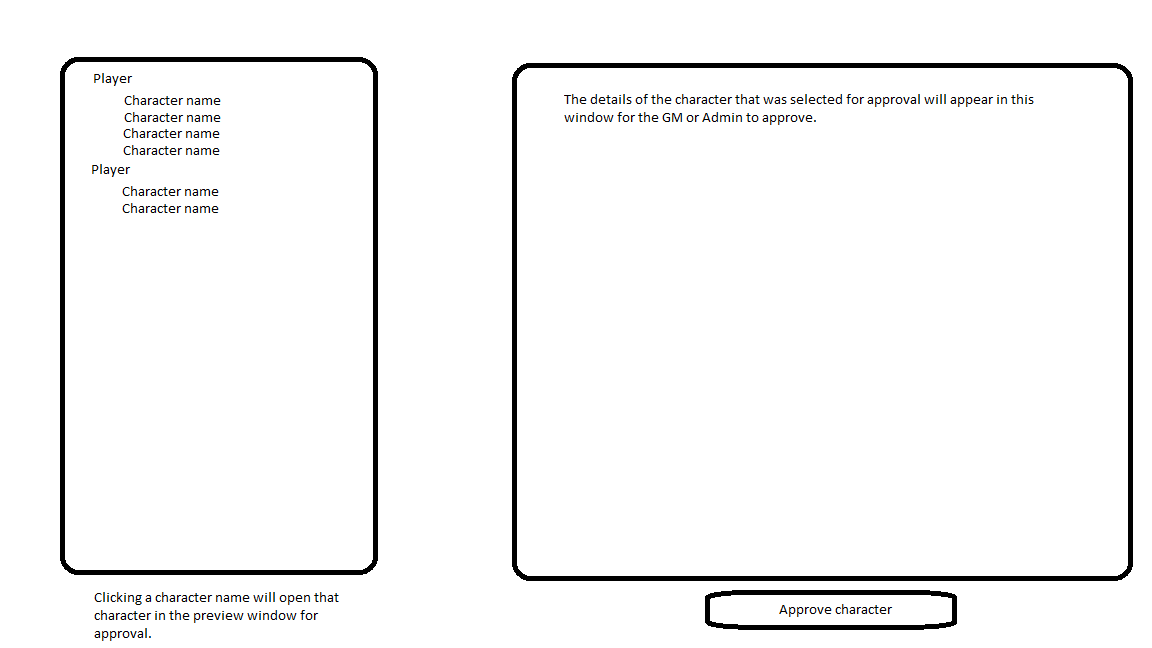 Player
Character name
Character name
Character name
Character name
Player
Character name
Character name
Clicking a character name will open that
character in the preview window for
approval.
The details of the character that was selected for approval will appear in this
window for the GM or Admin to approve.
Approve character